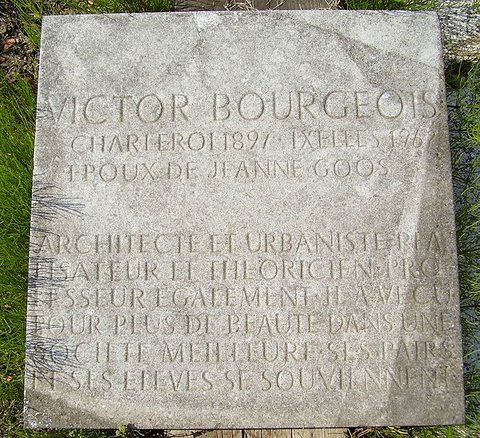 VICTOR BOURGEOIS
CHARLEROI 1897 · IXELLES 1962
EPOUX DE JEANNE GOOS
ARCHITECTE ET URBANISTE · REA
LISATEUR ET THEORICIEN · PRO
FESSEUR EGALEMENT · IL A VECU
POUR PLUS DE BEAUTE DANS UNE
SOCIETE MEILLEURE · SES PAIRS
ET SES ELEVES SE SOUVIENNENT